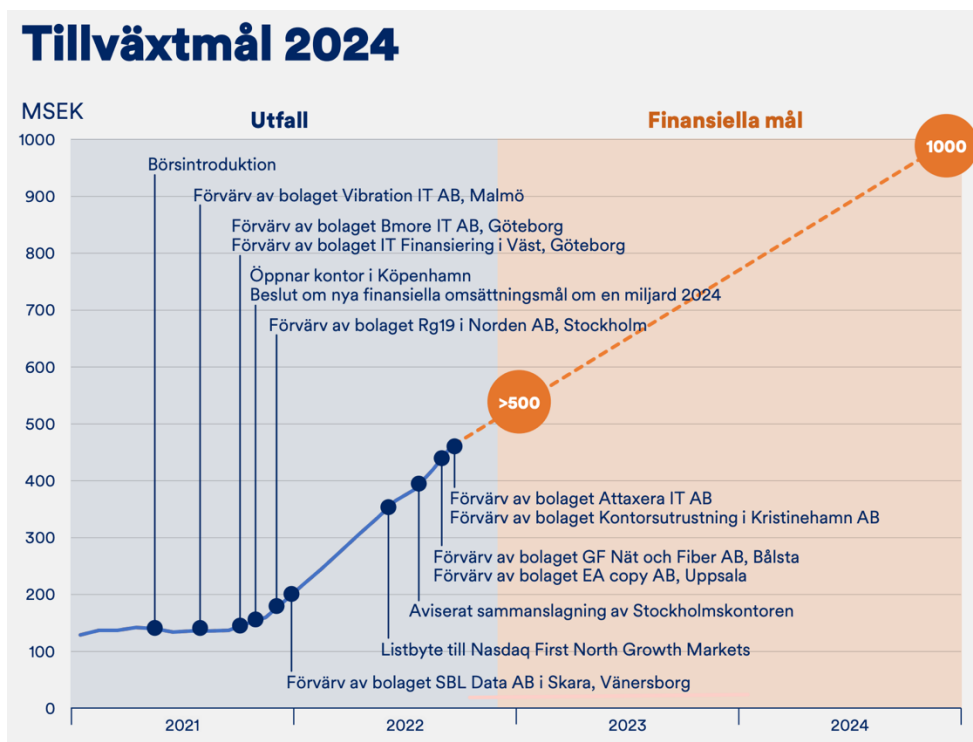 Tillväxtmål 2024
MSEK
Utfall
Finansiella mål
1000
900
800
700
600
500
400
300
200
100
0
Börsintroduktion
Förvärv av bolaget Vibration IT AB, Malmö
Förvärv av bolaget Bmore IT AB, Göteborg
Förvärv av bolaget IT Finansiering i Väst, Göteborg
Öppnar kontor i Köpenhamn
Beslut om nya finansiella omsättningsmål om en miljard 2024
Förvärv av bolaget Rg19 i Norden AB, Stockholm
1000
>500
Förvärv av bolaget Attaxera IT AB
Förvärv av bolaget Kontorsutrustning i Kristinehamn AB
Förvärv av bolaget GF Nät och Fiber AB, Bålsta
Förvärv av bolaget EA copy AB, Uppsala
Aviserat sammanslagning av Stockholmskontoren
Listbyte till Nasdaq First North Growth Markets
Förvärv av bolaget SBL Data AB i Skara, Vänersborg
2021
2022
2023
2024